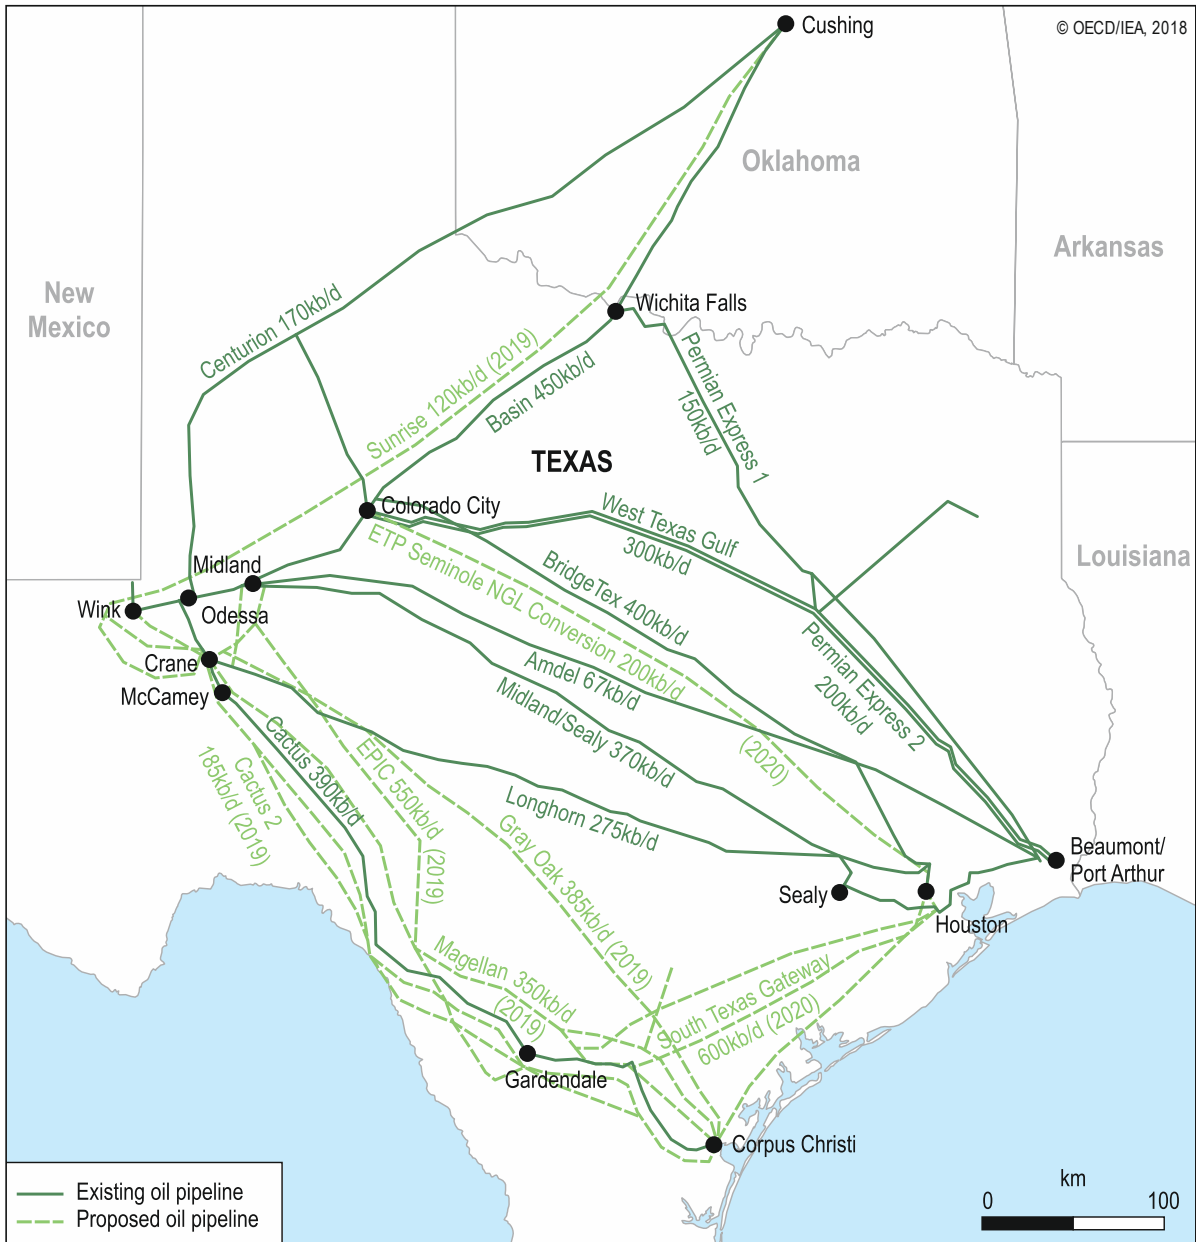 Cushing
© OECD/IEA, 2018
Oklahoma
Arkansas
New
Mexico
Centurion 170kb/d
Wichita Falls
Sunrise 120kb/d (2019)
Basin 450kb/d
Permian Express 1
150kb/d
TEXAS
Colorado City
West Texas Gulf
300kb/d
ETP Seminole NGL Conversion 200kb/d
(2020)
BridgeTex 400kb/d
Louisiana
Midland
Wink
Odessa
Crane
McCamey
Amdel 67kb/d
Midland/Sealy 370kb/d
Permian Express 2
200kb/d
Cactus 390kb/d
Cactus 2
185kb/d (2019)
EPIC 550kb/d
(2019)
Longhorn 275kb/d
Gray Oak 385kb/d (2019)
Beaumont/
Port Arthur
Sealy
Houston
Magellan 350kb/d
(2019)
South Texas Gateway
600kb/d (2020)
Gardendale
Corpus Christi
Existing oil pipeline
Proposed oil pipeline
km
0 100